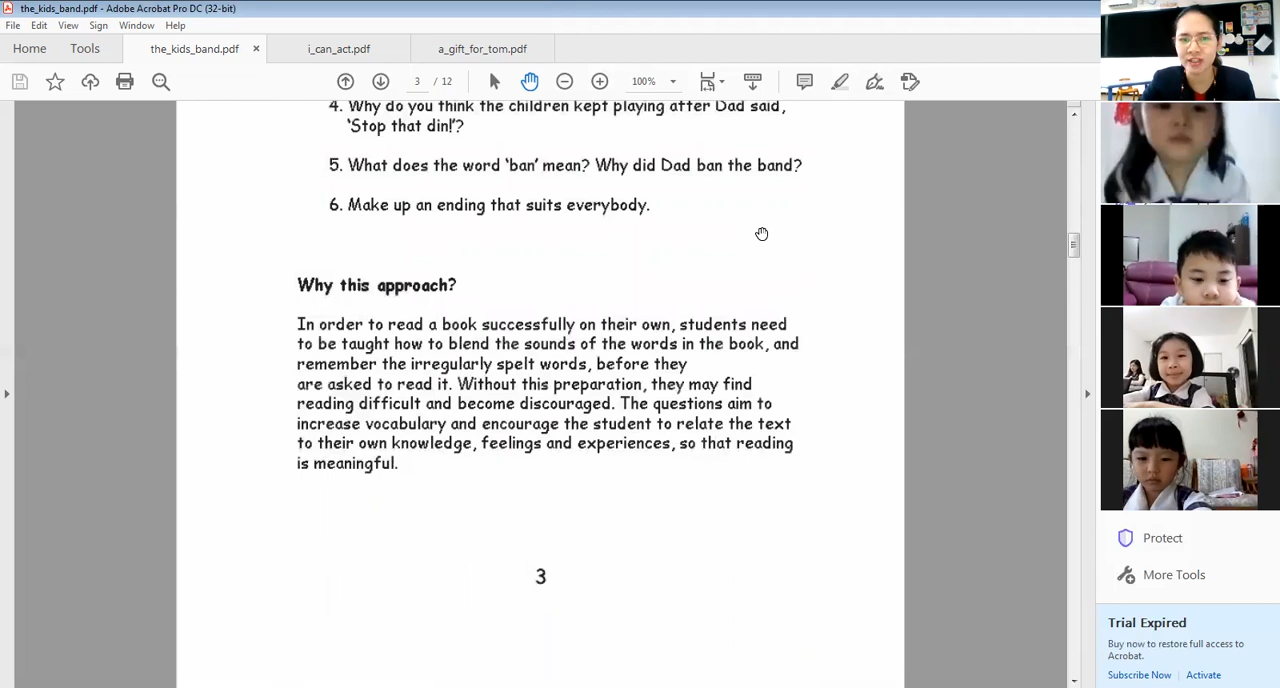 the_kids_band.pdf - Adobe Acrobat Pro DC (32-bit)
File Edit View Sign Window Help
Home Tools the_kids_band.pdf × i_can_act.pdf a_gift_for_tom.pdf
3 / 12 100%
4. Why do you think the children kept playing after Dad said,
‘Stop that din!’?
5. What does the word ‘ban’ mean? Why did Dad ban the band?
6. Make up an ending that suits everybody.
Why this approach?
In order to read a book successfully on their own, students need
to be taught how to blend the sounds of the words in the book, and
remember the irregularly spelt words, before they
are asked to read it. Without this preparation, they may find
reading difficult and become discouraged. The questions aim to
increase vocabulary and encourage the student to relate the text
to their own knowledge, feelings and experiences, so that reading
is meaningful.
3
Protect
More Tools
Trial Expired
Buy now to restore full access to
Acrobat.
Subscribe Now Activate